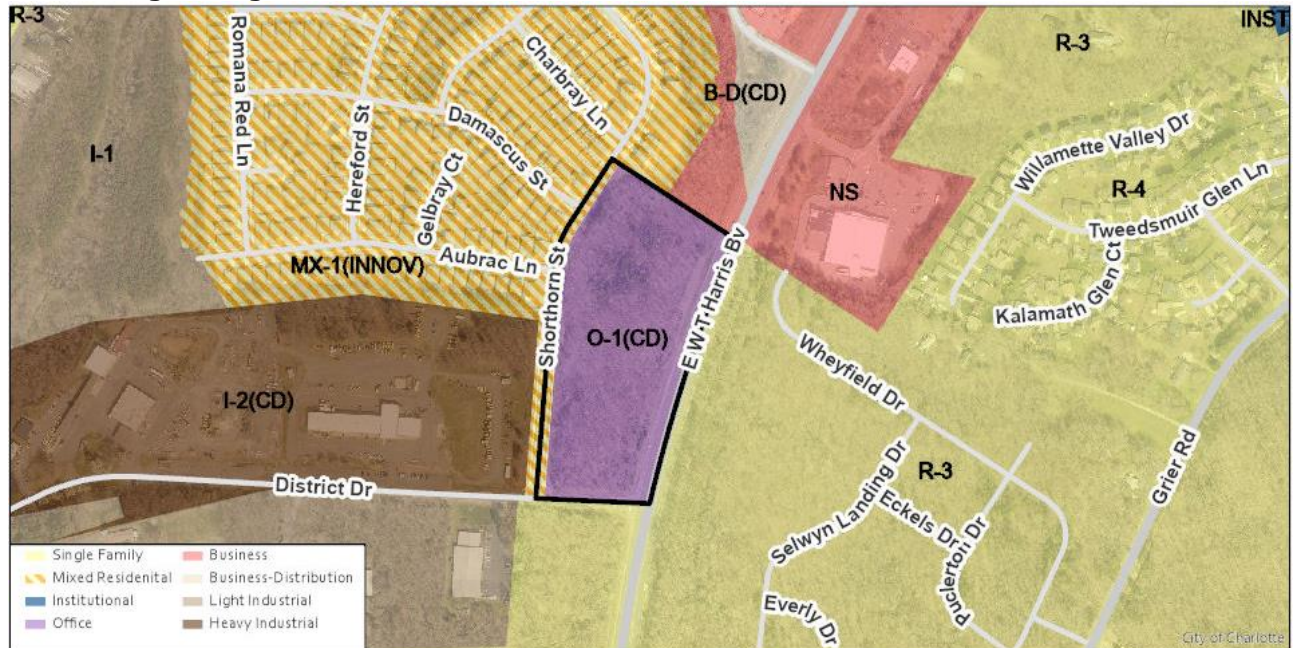 R-3
INST
R-3
Romana Red Ln
Charbray Ln
B-D(CD)
Hereford St
Damascus St
Willamette Valley Dr
I-1
Gelbray Ct
NS
R-4
Tweedsmuir Glen Ln
Aubrac Ln
MX-1(INNOV)
Shorthorn St
E W-T-Harris Bv
Kalamath Glen Ct
O-1(CD)
Wheyfield Dr
I-2(CD)
Grier Rd
R-3
District Dr
Selwyn Landing Dr
Eckels Dr
Everly Dr
Single Family
Business
Mixed Residenital
Business-Distribution
Institutional
Light Industrial
Office
Heavy Industrial
City of Charlotte